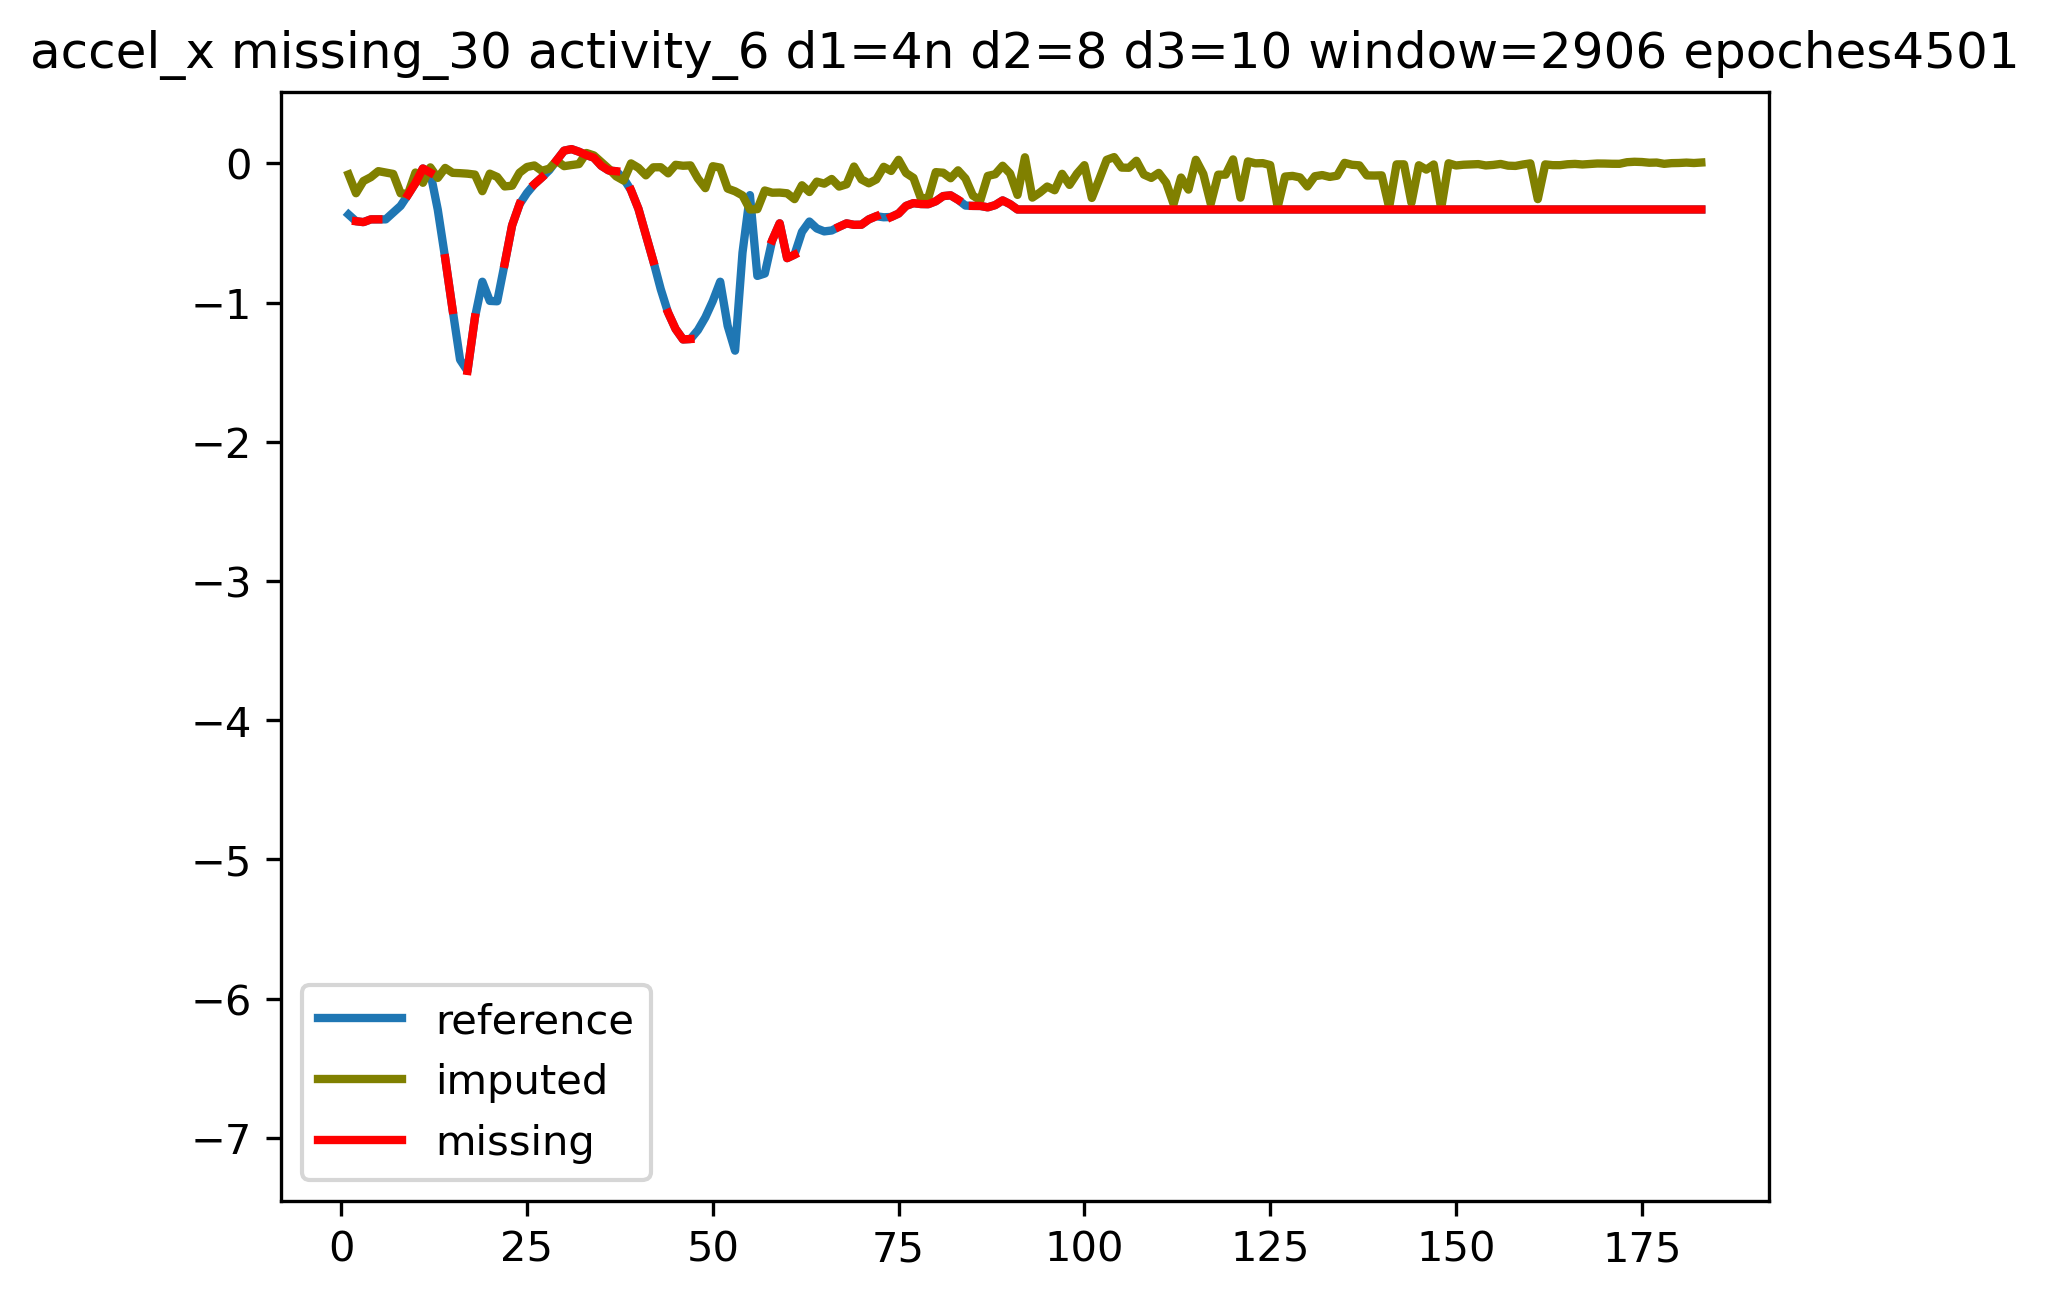 accel_x missing_30 activity_6 d1=4n d2=8 d3=10 window=2906 epoches4501
0
−1
−2
−3
−4
−5
−6
−7
reference
imputed
missing
0 25 50 75 100 125 150 175